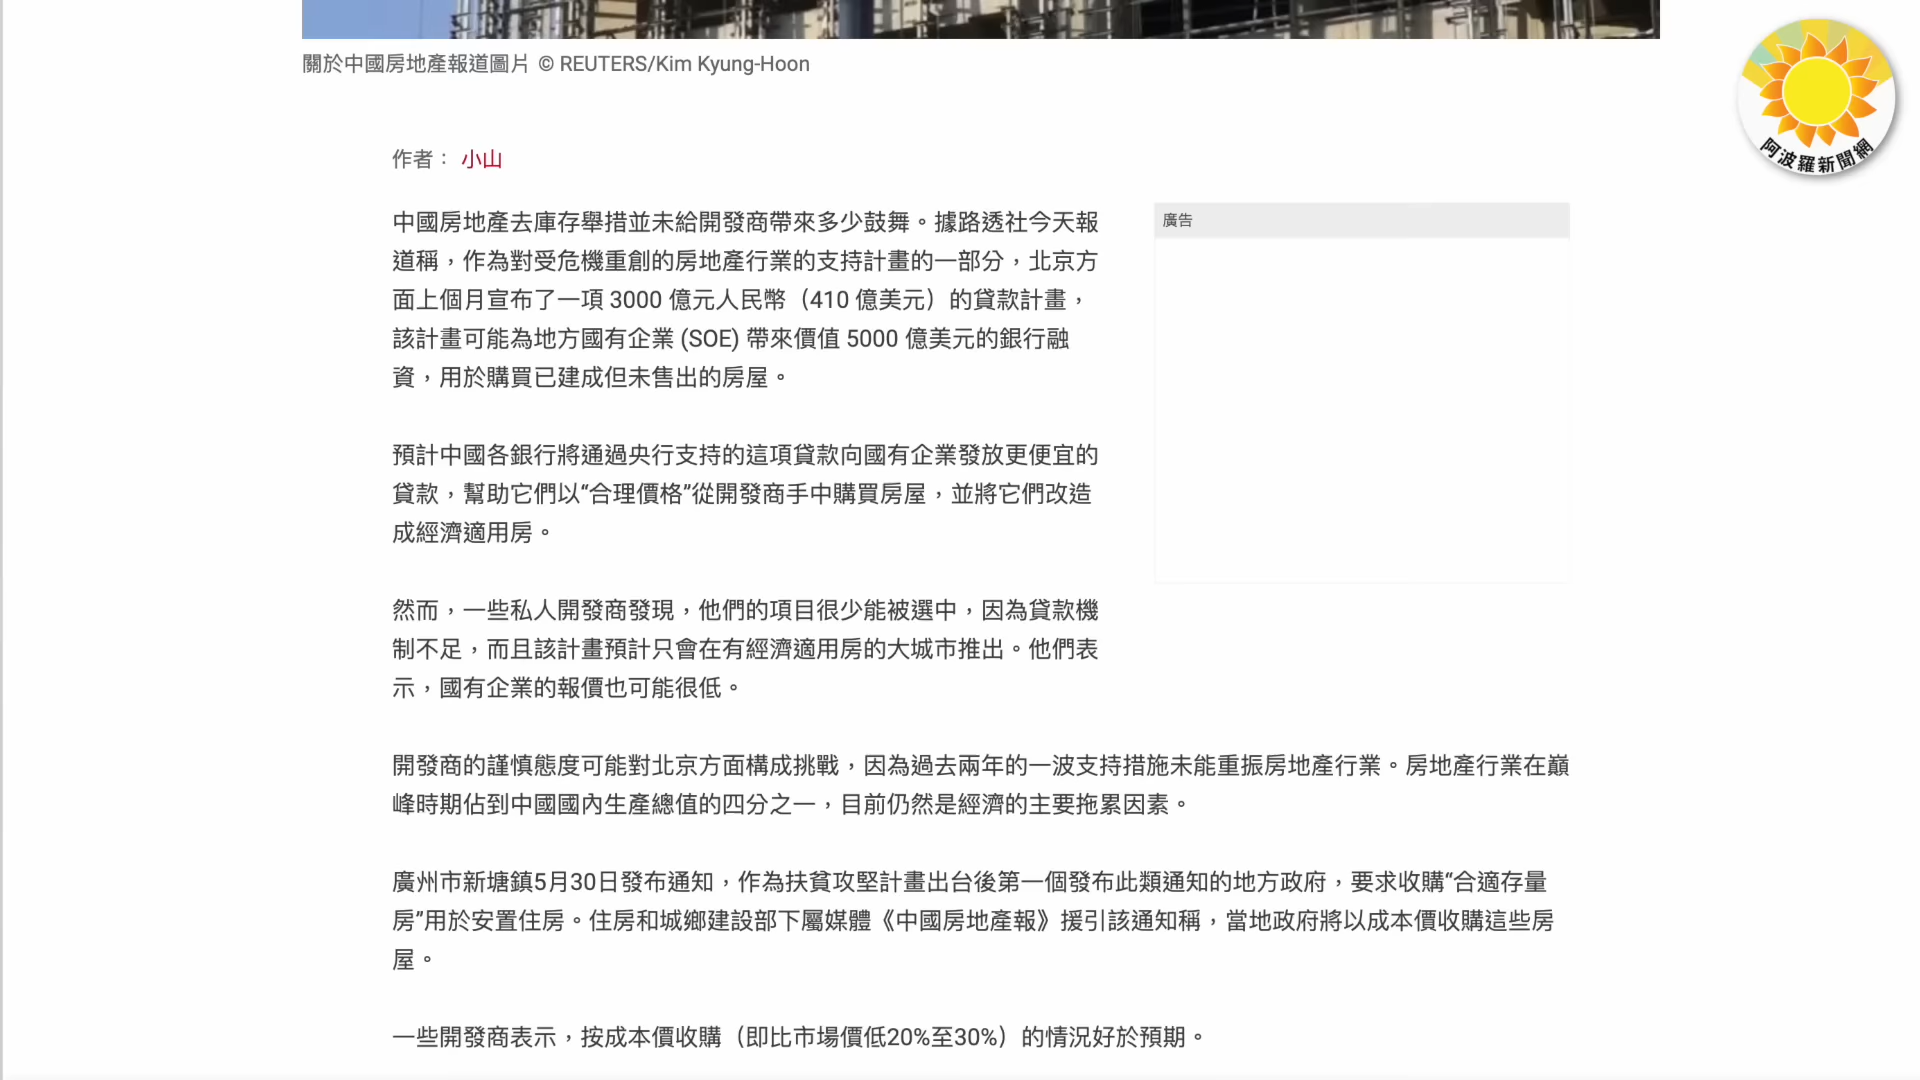 關於中國房地產報道圖片 © REUTERS/Kim Kyung-Hoon
阿波羅新聞網
作者： 小山
廣告
中國房地產去庫存舉措並未給開發商帶來多少鼓舞。據路透社今天報
道稱，作為對受危機重創的房地產行業的支持計畫的一部分，北京方
面上個月宣布了一項 3000 億元人民幣（410 億美元）的貸款計畫，
該計畫可能為地方國有企業 (SOE) 帶來價值 5000 億美元的銀行融
資，用於購買已建成但未售出的房屋。
預計中國各銀行將通過央行支持的這項貸款向國有企業發放更便宜的
貸款，幫助它們以“合理價格”從開發商手中購買房屋，並將它們改造
成經濟適用房。
然而，一些私人開發商發現，他們的項目很少能被選中，因為貸款機
制不足，而且該計畫預計只會在有經濟適用房的大城市推出。他們表
示，國有企業的報價也可能很低。
開發商的謹慎態度可能對北京方面構成挑戰，因為過去兩年的一波支持措施未能重振房地產行業。房地產行業在巔
峰時期佔到中國國內生產總值的四分之一，目前仍然是經濟的主要拖累因素。
廣州市新塘鎮5月30日發布通知，作為扶貧攻堅計畫出台後第一個發布此類通知的地方政府，要求收購“合適存量
房”用於安置住房。住房和城鄉建設部下屬媒體《中國房地產報》援引該通知稱，當地政府將以成本價收購這些房
屋。
一些開發商表示，按成本價收購（即比市場價低20%至30%）的情況好於預期。